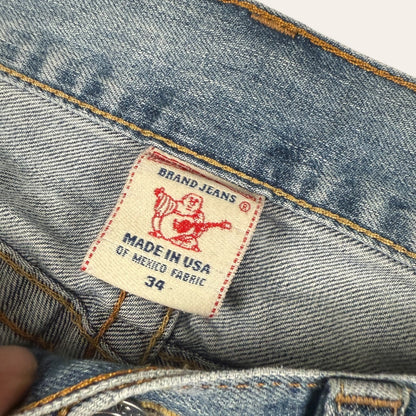 BRAND JEANS
®
MADE IN USA
OF MEXICO FABRIC
34